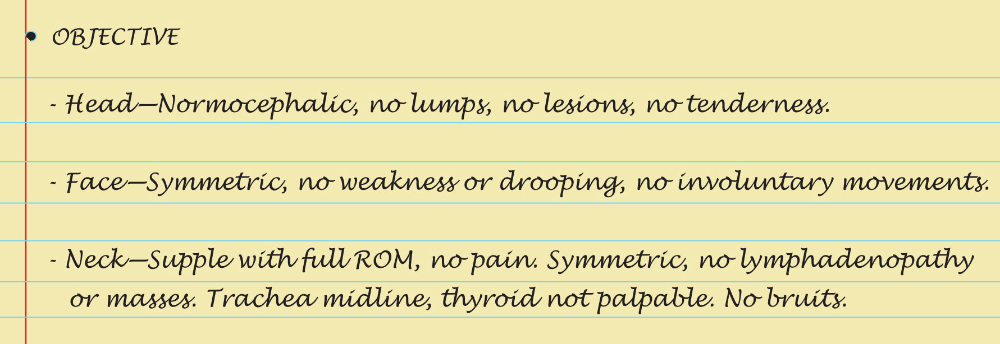 • OBJECTIVE
- Head—Normocephalic, no lumps, no lesions, no tenderness.
- Face—Symmetric, no weakness or drooping, no involuntary movements.
- Neck—Supple with full ROM, no pain. Symmetric, no lymphadenopathy
or masses. Trachea midline, thyroid not palpable. No bruits.